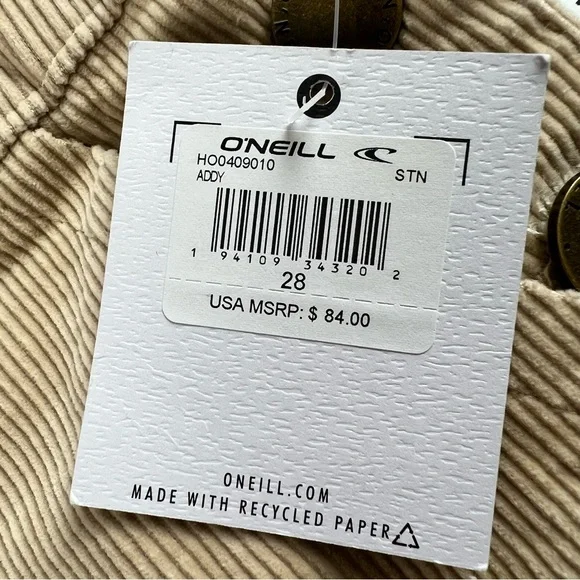 O'NEILL
HO0409010
ADDY STN
1 94109 34320 2
28
USA MSRP: $ 84.00
ONEILL.COM
MADE WITH RECYCLED PAPER